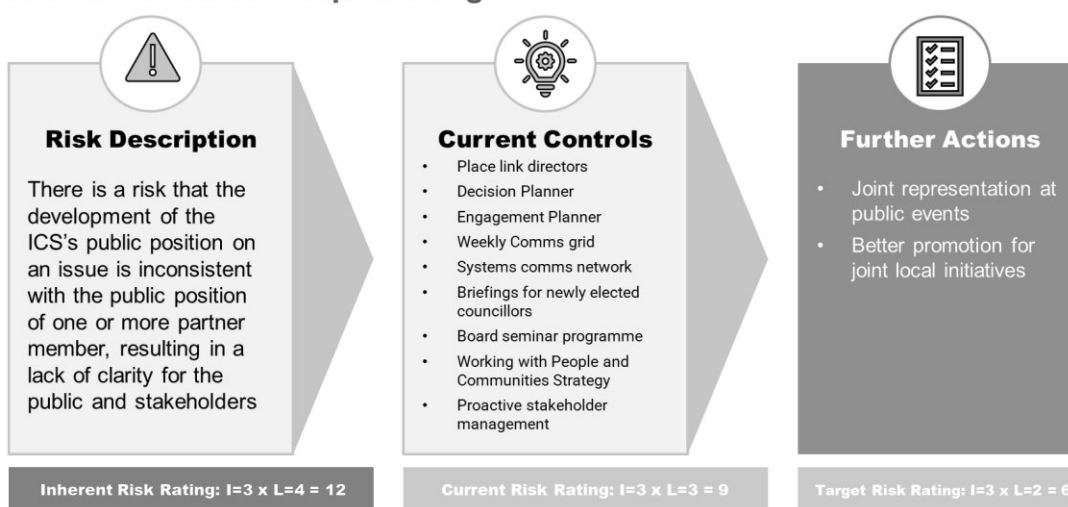 Risk Description
There is a risk that the
development of the
ICS's public position on
an issue is inconsistent
with the public position
of one or more partner
member, resulting in a
lack of clarity for the
public and stakeholders
Inherent Risk Rating: I=3 x L=4 = 12
Current Controls
• Place link directors
• Decision Planner
• Engagement Planner
• Weekly Comms grid
• Systems comms network
• Briefings for newly elected
councillors
• Board seminar programme
• Working with People and
Communities Strategy
• Proactive stakeholder
management
Current Risk Rating: I=3 x L=3 = 9
Further Actions
• Joint representation at
public events
• Better promotion for
joint local initiatives
Target Risk Rating: I=3 x L=2 = 6